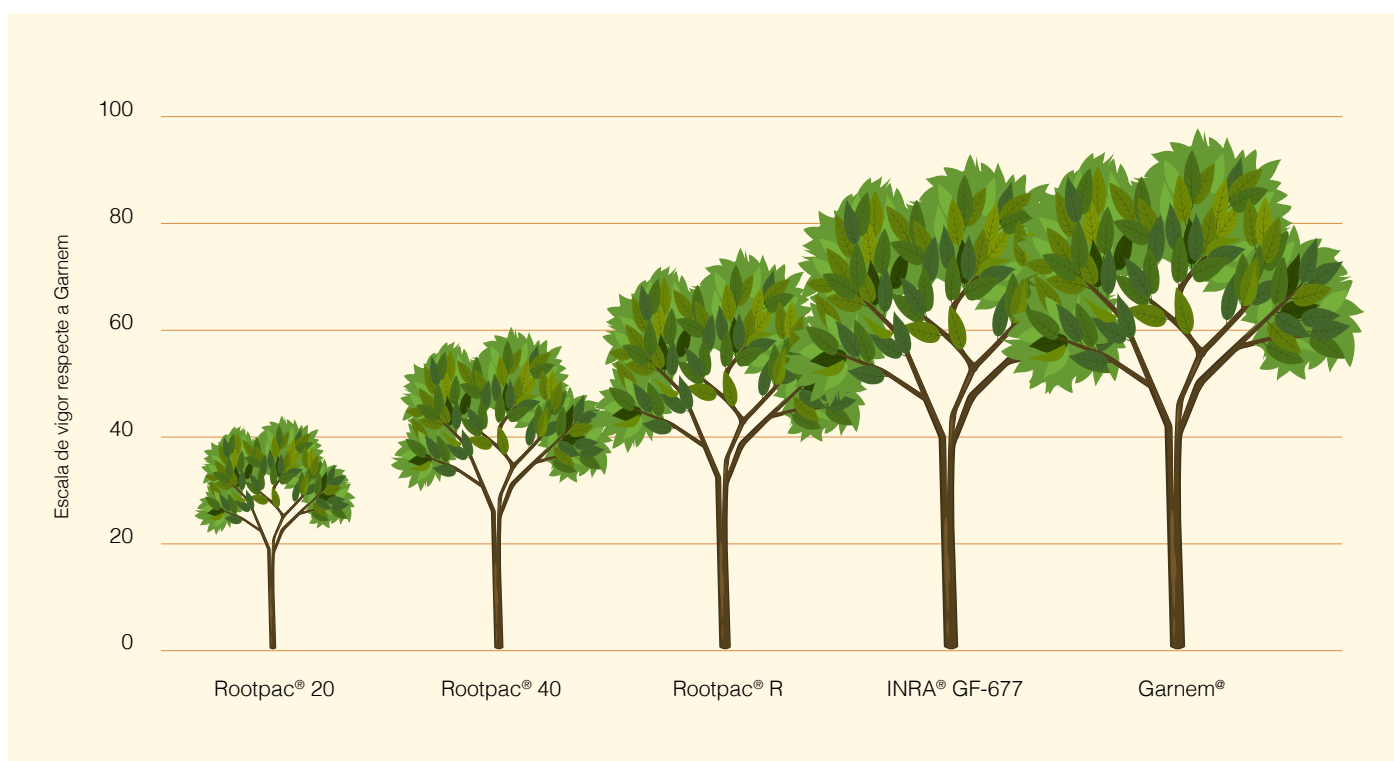 100
80
60
40
20
0
Escala de vigor respecte a Garnem
Rootpac® 20
Rootpac® 40
Rootpac® R
INRA® GF-677
Garnem@